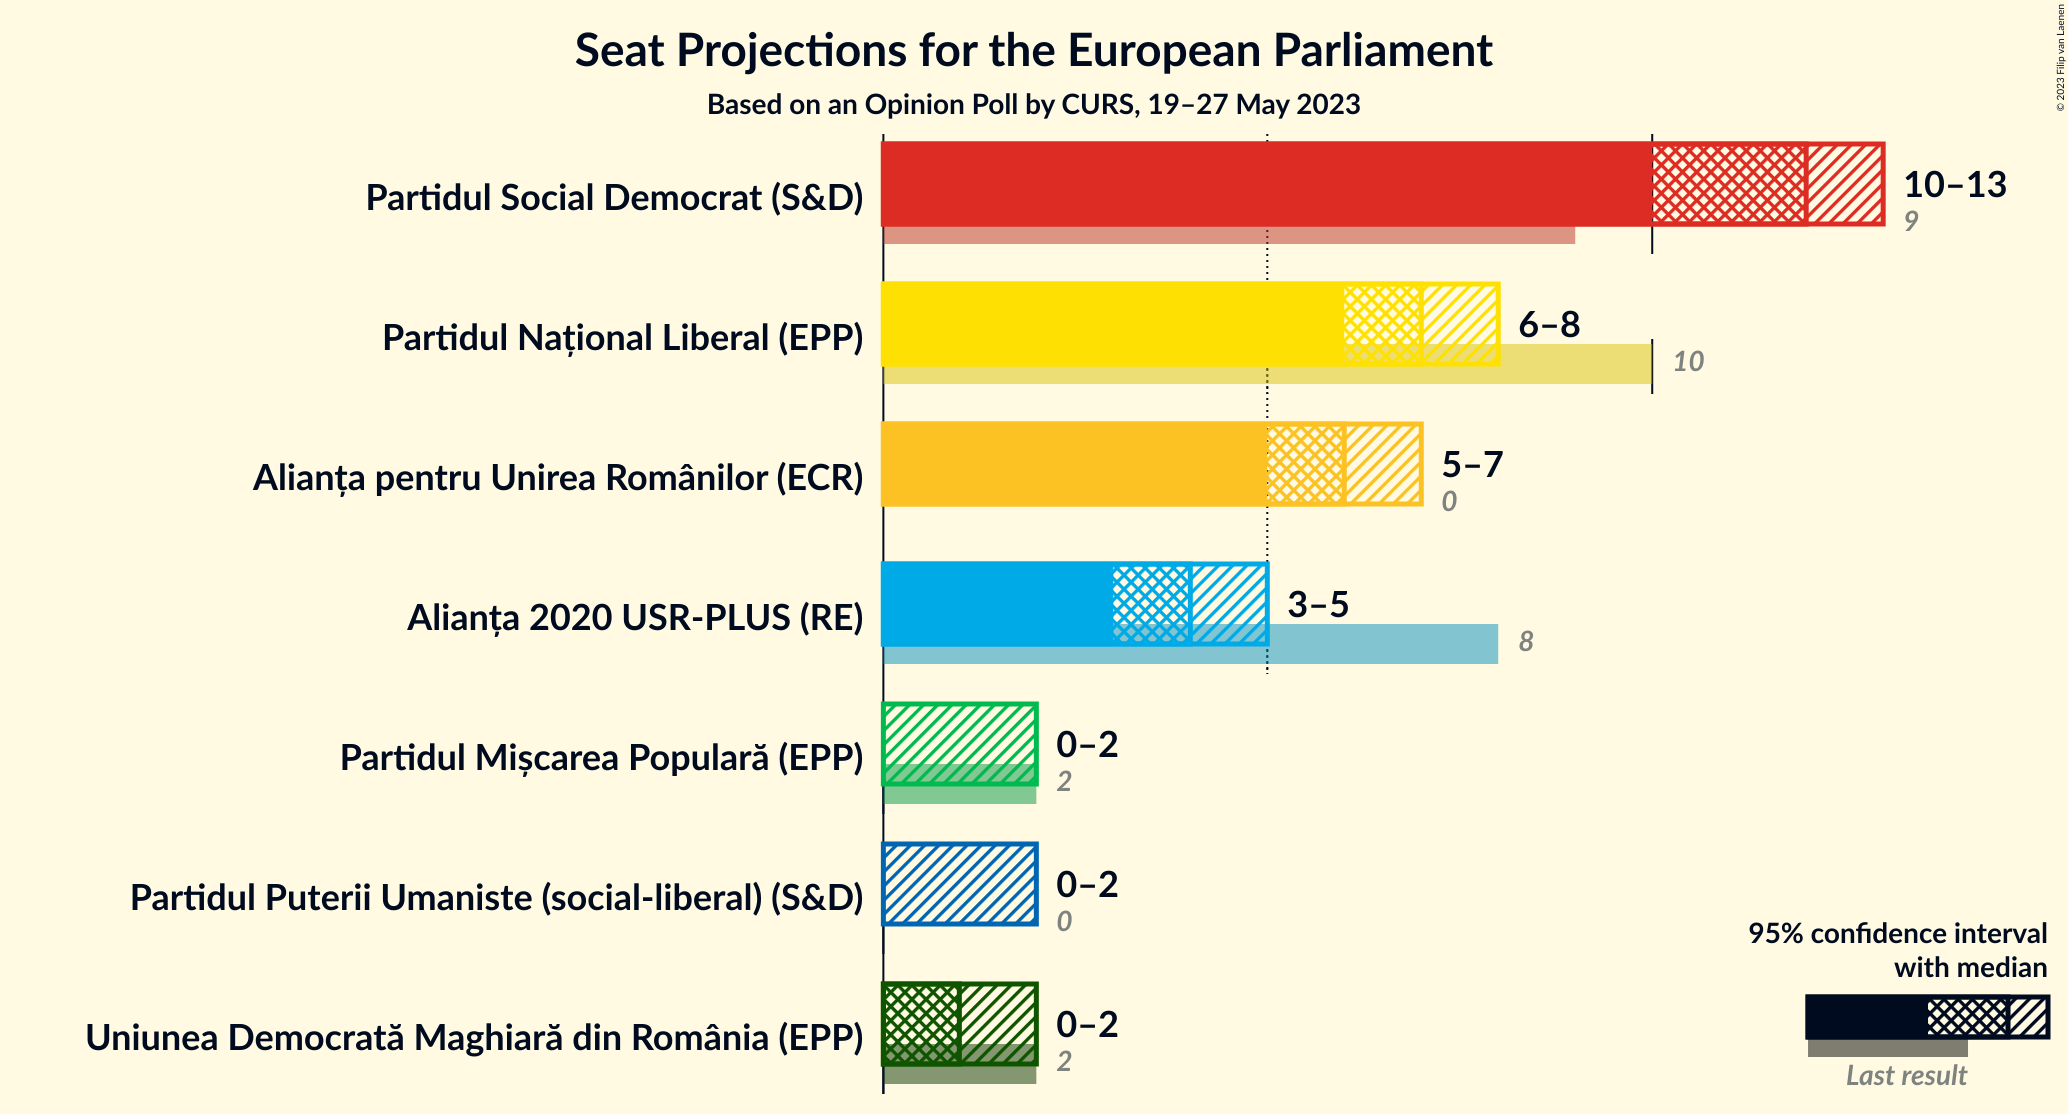 Seat Projections for the European Parliament
Based on an Opinion Poll by CURS, 19–27 May 2023
© 2023 Filip van Laenen
Partidul Social Democrat (S&D)
10–13
9
Partidul Național Liberal (EPP)
6–8
10
Alianța pentru Unirea Românilor (ECR)
5–7
0
Alianța 2020 USR-PLUS (RE)
3–5
8
Partidul Mișcarea Populară (EPP)
0–2
2
Partidul Puterii Umaniste (social-liberal) (S&D)
0–2
0
Uniunea Democrată Maghiară din România (EPP)
0–2
2
95% confidence interval
with median
Last result